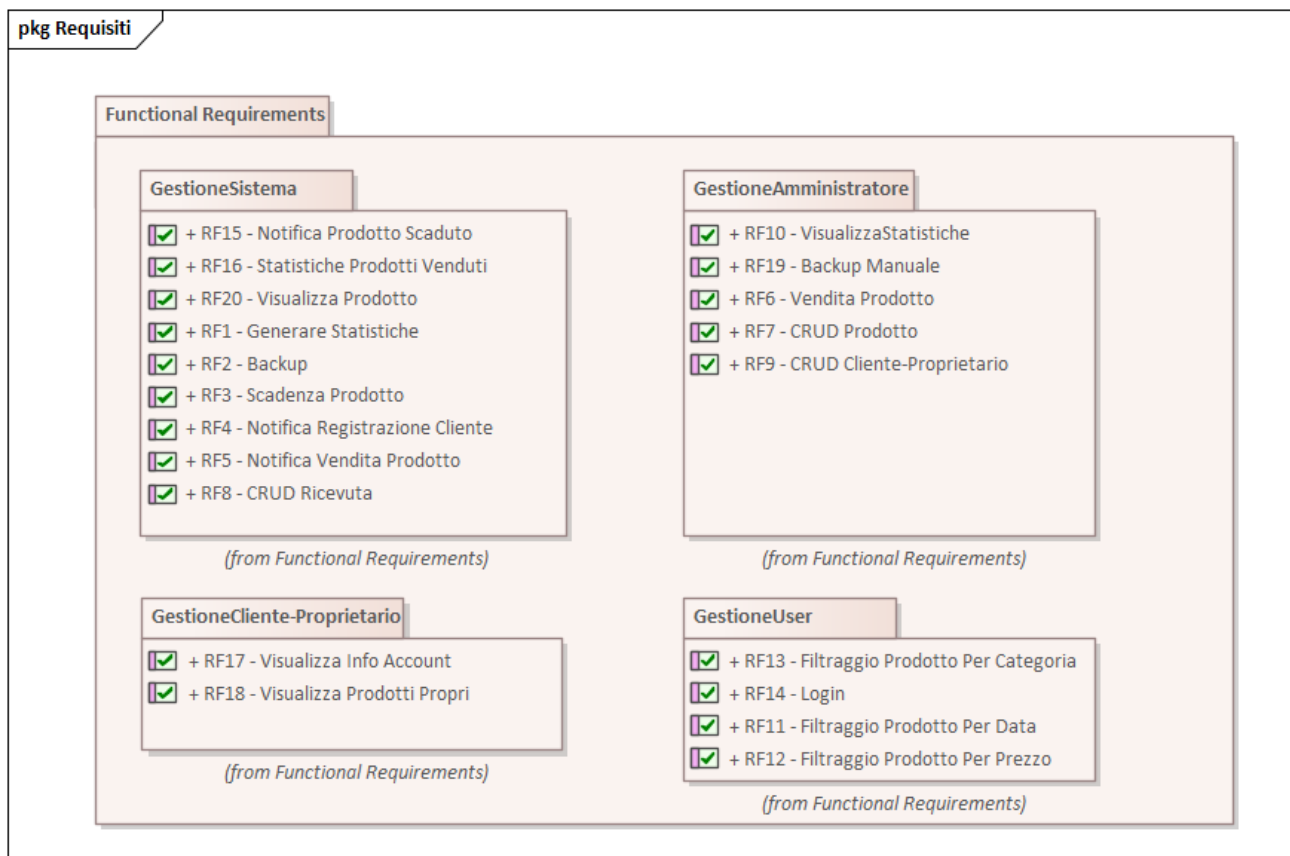 pkg Requisiti
Functional Requirements
GestioneSistema
+ RF15 - Notifica Prodotto Scaduto
+ RF16 - Statistiche Prodotti Venduti
+ RF20 - Visualizza Prodotto
+ RF1 - Generare Statistiche
+ RF2 - Backup
+ RF3 - Scadenza Prodotto
+ RF4 - Notifica Registrazione Cliente
+ RF5 - Notifica Vendita Prodotto
+ RF8 - CRUD Ricevuta
(from Functional Requirements)
GestioneAmministratore
+ RF10 - VisualizzaStatistiche
+ RF19 - Backup Manuale
+ RF6 - Vendita Prodotto
+ RF7 - CRUD Prodotto
+ RF9 - CRUD Cliente-Proprietario
(from Functional Requirements)
GestioneCliente-Proprietario
+ RF17 - Visualizza Info Account
+ RF18 - Visualizza Prodotti Propri
(from Functional Requirements)
GestioneUser
+ RF13 - Filtraggio Prodotto Per Categoria
+ RF14 - Login
+ RF11 - Filtraggio Prodotto Per Data
+ RF12 - Filtraggio Prodotto Per Prezzo
(from Functional Requirements)